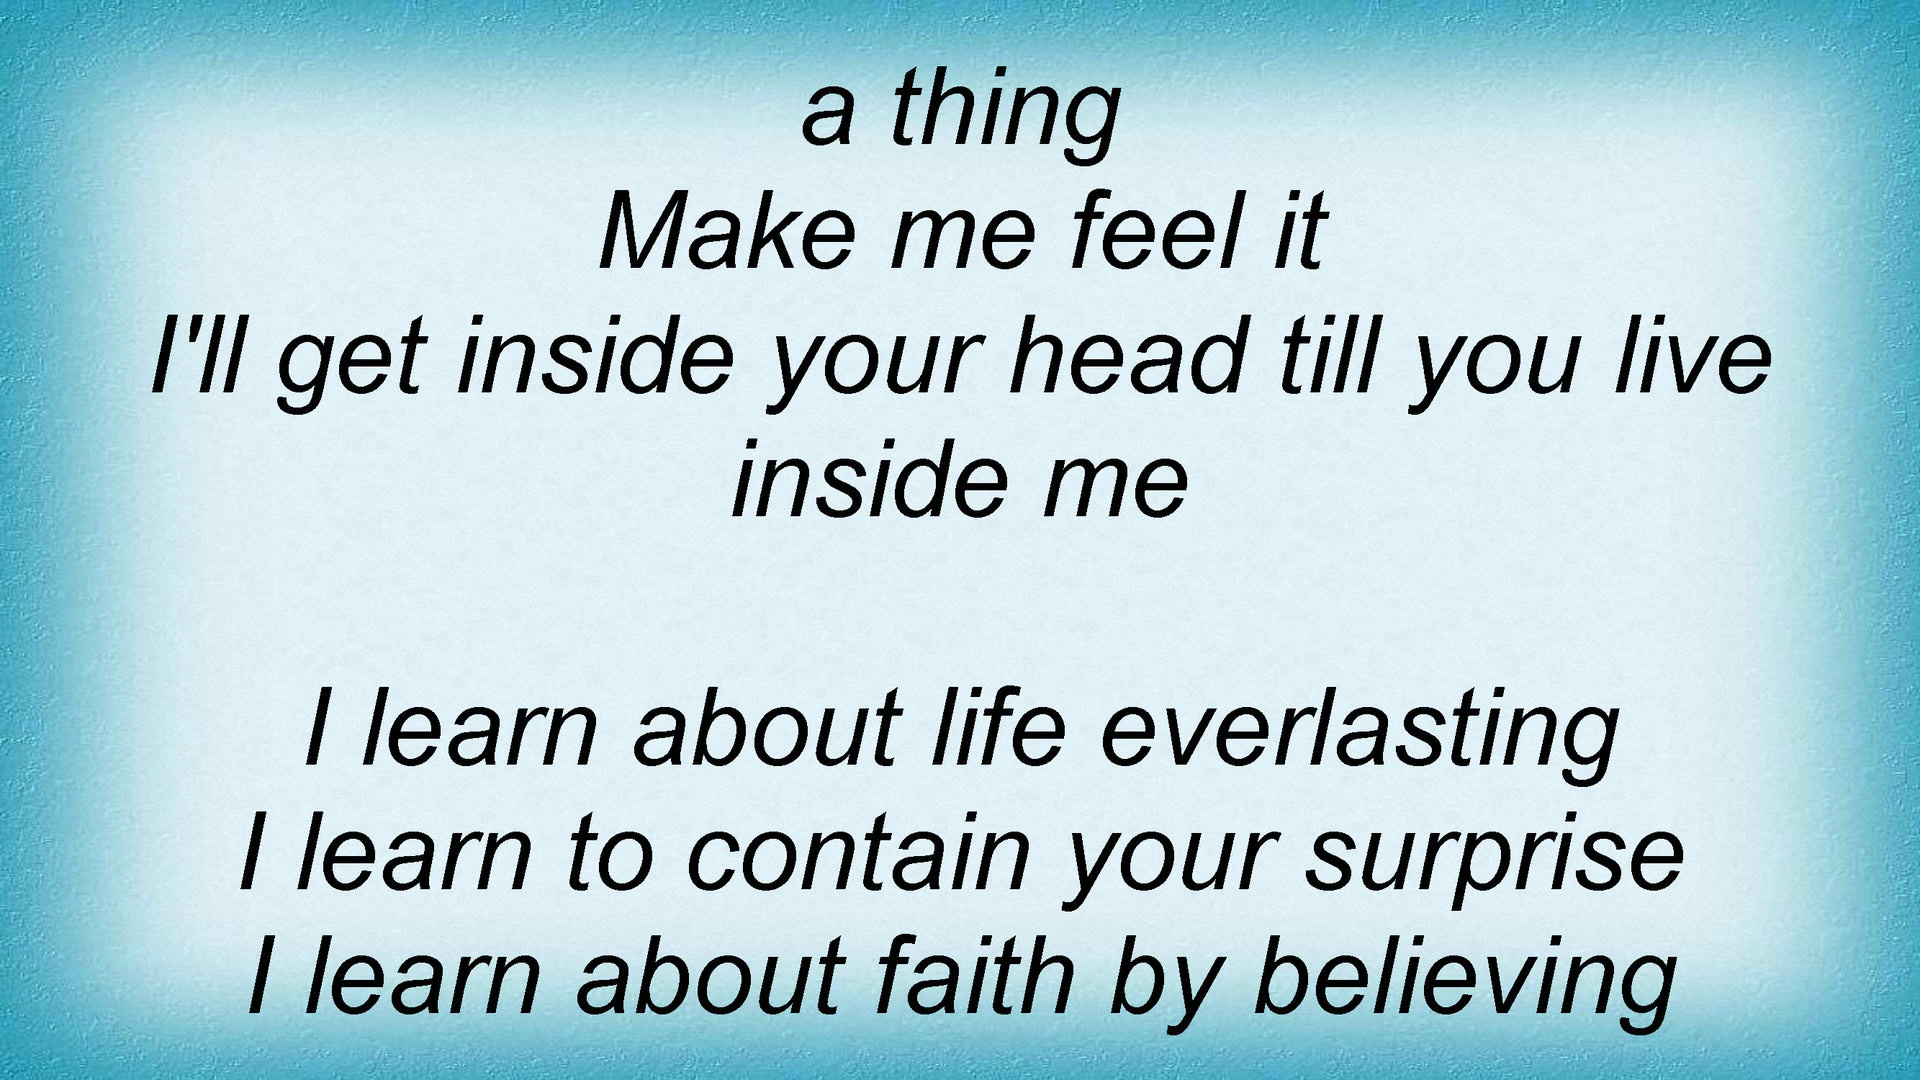 a thing
Make me feel it
I'll get inside your head till you live
inside me
I learn about life everlasting
I learn to contain your surprise
I learn about faith by believing